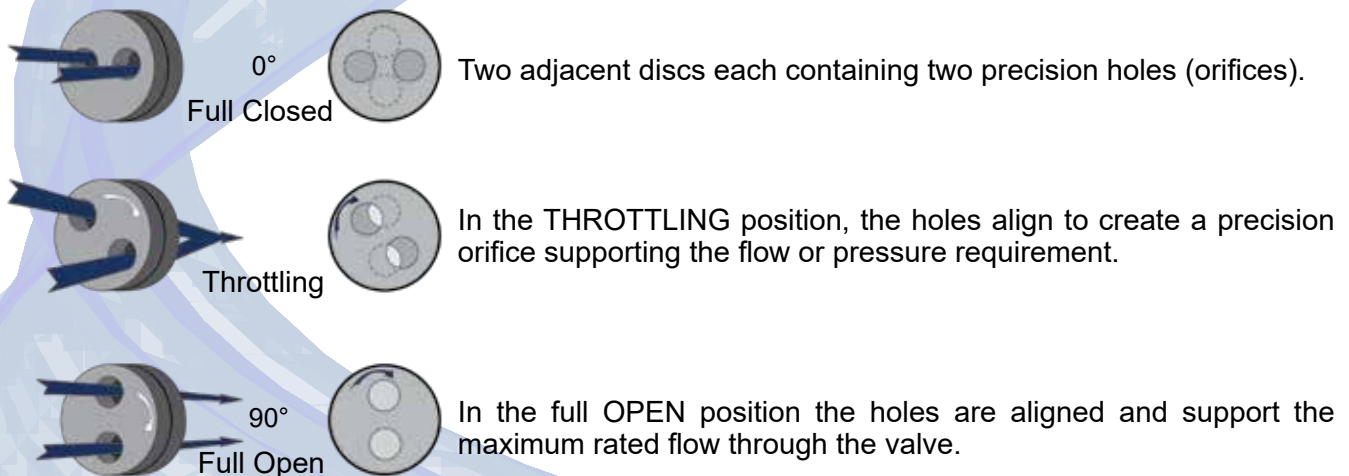 0°
Full Closed
Two adjacent discs each containing two precision holes (orifices).
Throttling
In the THROTTLING position, the holes align to create a precision
orifice supporting the flow or pressure requirement.
90°
Full Open
In the full OPEN position the holes are aligned and support the
maximum rated flow through the valve.